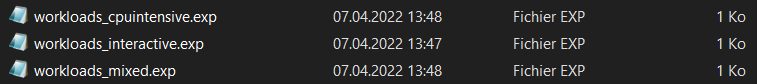 workloads_cpuintensive.exp 07.04.2022 13:48 Fichier EXP 1 Ko
workloads_interactive.exp 07.04.2022 13:47 Fichier EXP 1 Ko
workloads_mixed.exp 07.04.2022 13:48 Fichier EXP 1 Ko